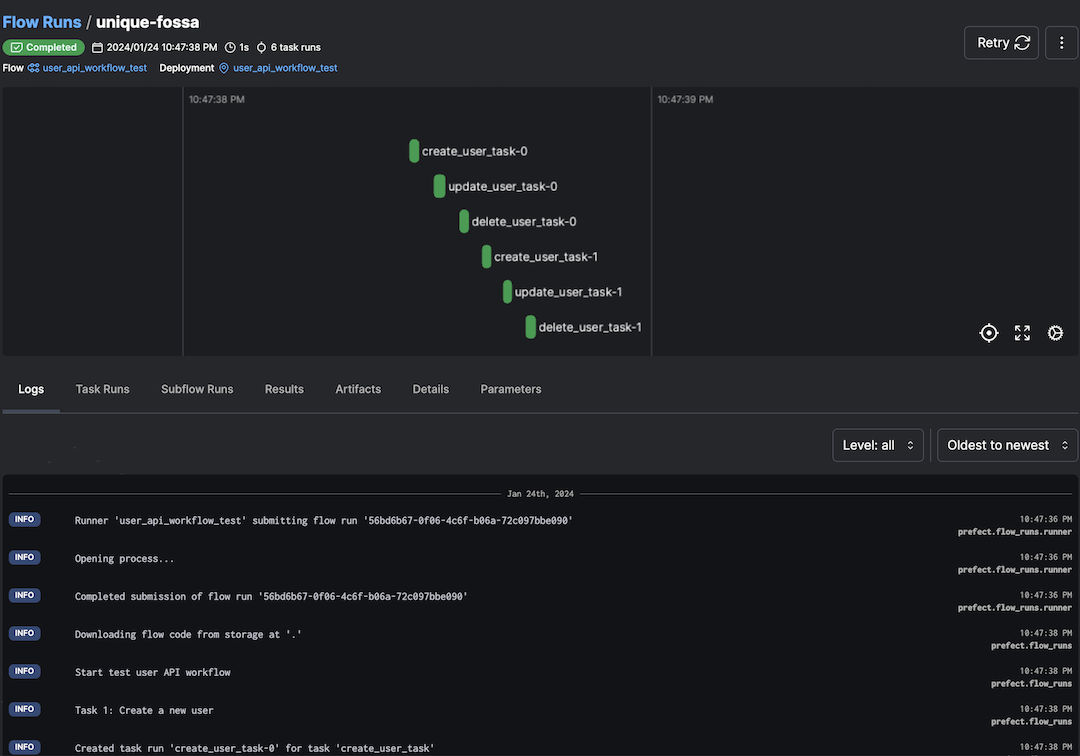 Flow Runs / unique-fossa
Completed 2024/01/24 10:47:38 PM 1s 6 task runs
Flow user_api_workflow_test Deployment user_api_workflow_test
Retry
10:47:38 PM 10:47:39 PM
create_user_task-0
update_user_task-0
delete_user_task-0
create_user_task-1
update_user_task-1
delete_user_task-1
Logs Task Runs Subflow Runs Results Artifacts Details Parameters
Level: all Oldest to newest
Jan 24th, 2024
INFO Runner 'user_api_workflow_test' submitting flow run '56bd6b67-0f06-4c6f-b06a-72c097bbe090' 10:47:36 PM
prefect.flow_runs.runner
INFO Opening process... 10:47:36 PM
prefect.flow_runs.runner
INFO Completed submission of flow run '56bd6b67-0f06-4c6f-b06a-72c097bbe090' 10:47:36 PM
prefect.flow_runs.runner
INFO Downloading flow code from storage at '.' 10:47:38 PM
prefect.flow_runs
INFO Start test user API workflow 10:47:38 PM
prefect.flow_runs
INFO Task 1: Create a new user 10:47:38 PM
prefect.flow_runs
INFO Created task run 'create_user_task-0' for task 'create_user_task' 10:47:38 PM